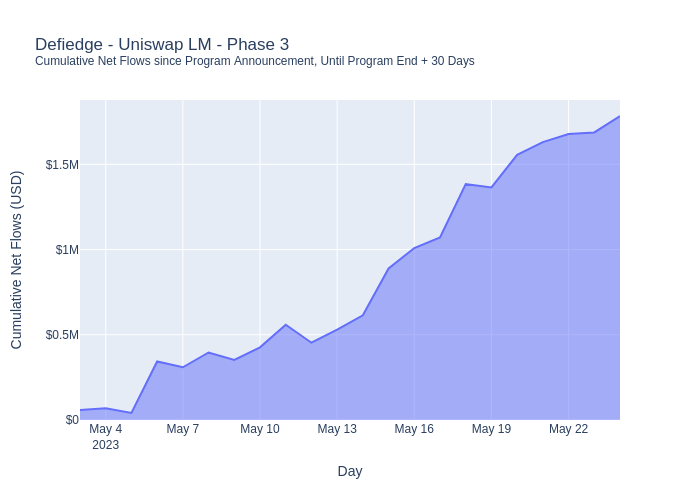 Defiedge - Uniswap LM - Phase 3
Cumulative Net Flows since Program Announcement, Until Program End + 30 Days
Cumulative Net Flows (USD)
$1.5M
$1M
$0.5M
$0
May 4 May 7 May 10 May 13 May 16 May 19 May 22
2023
Day